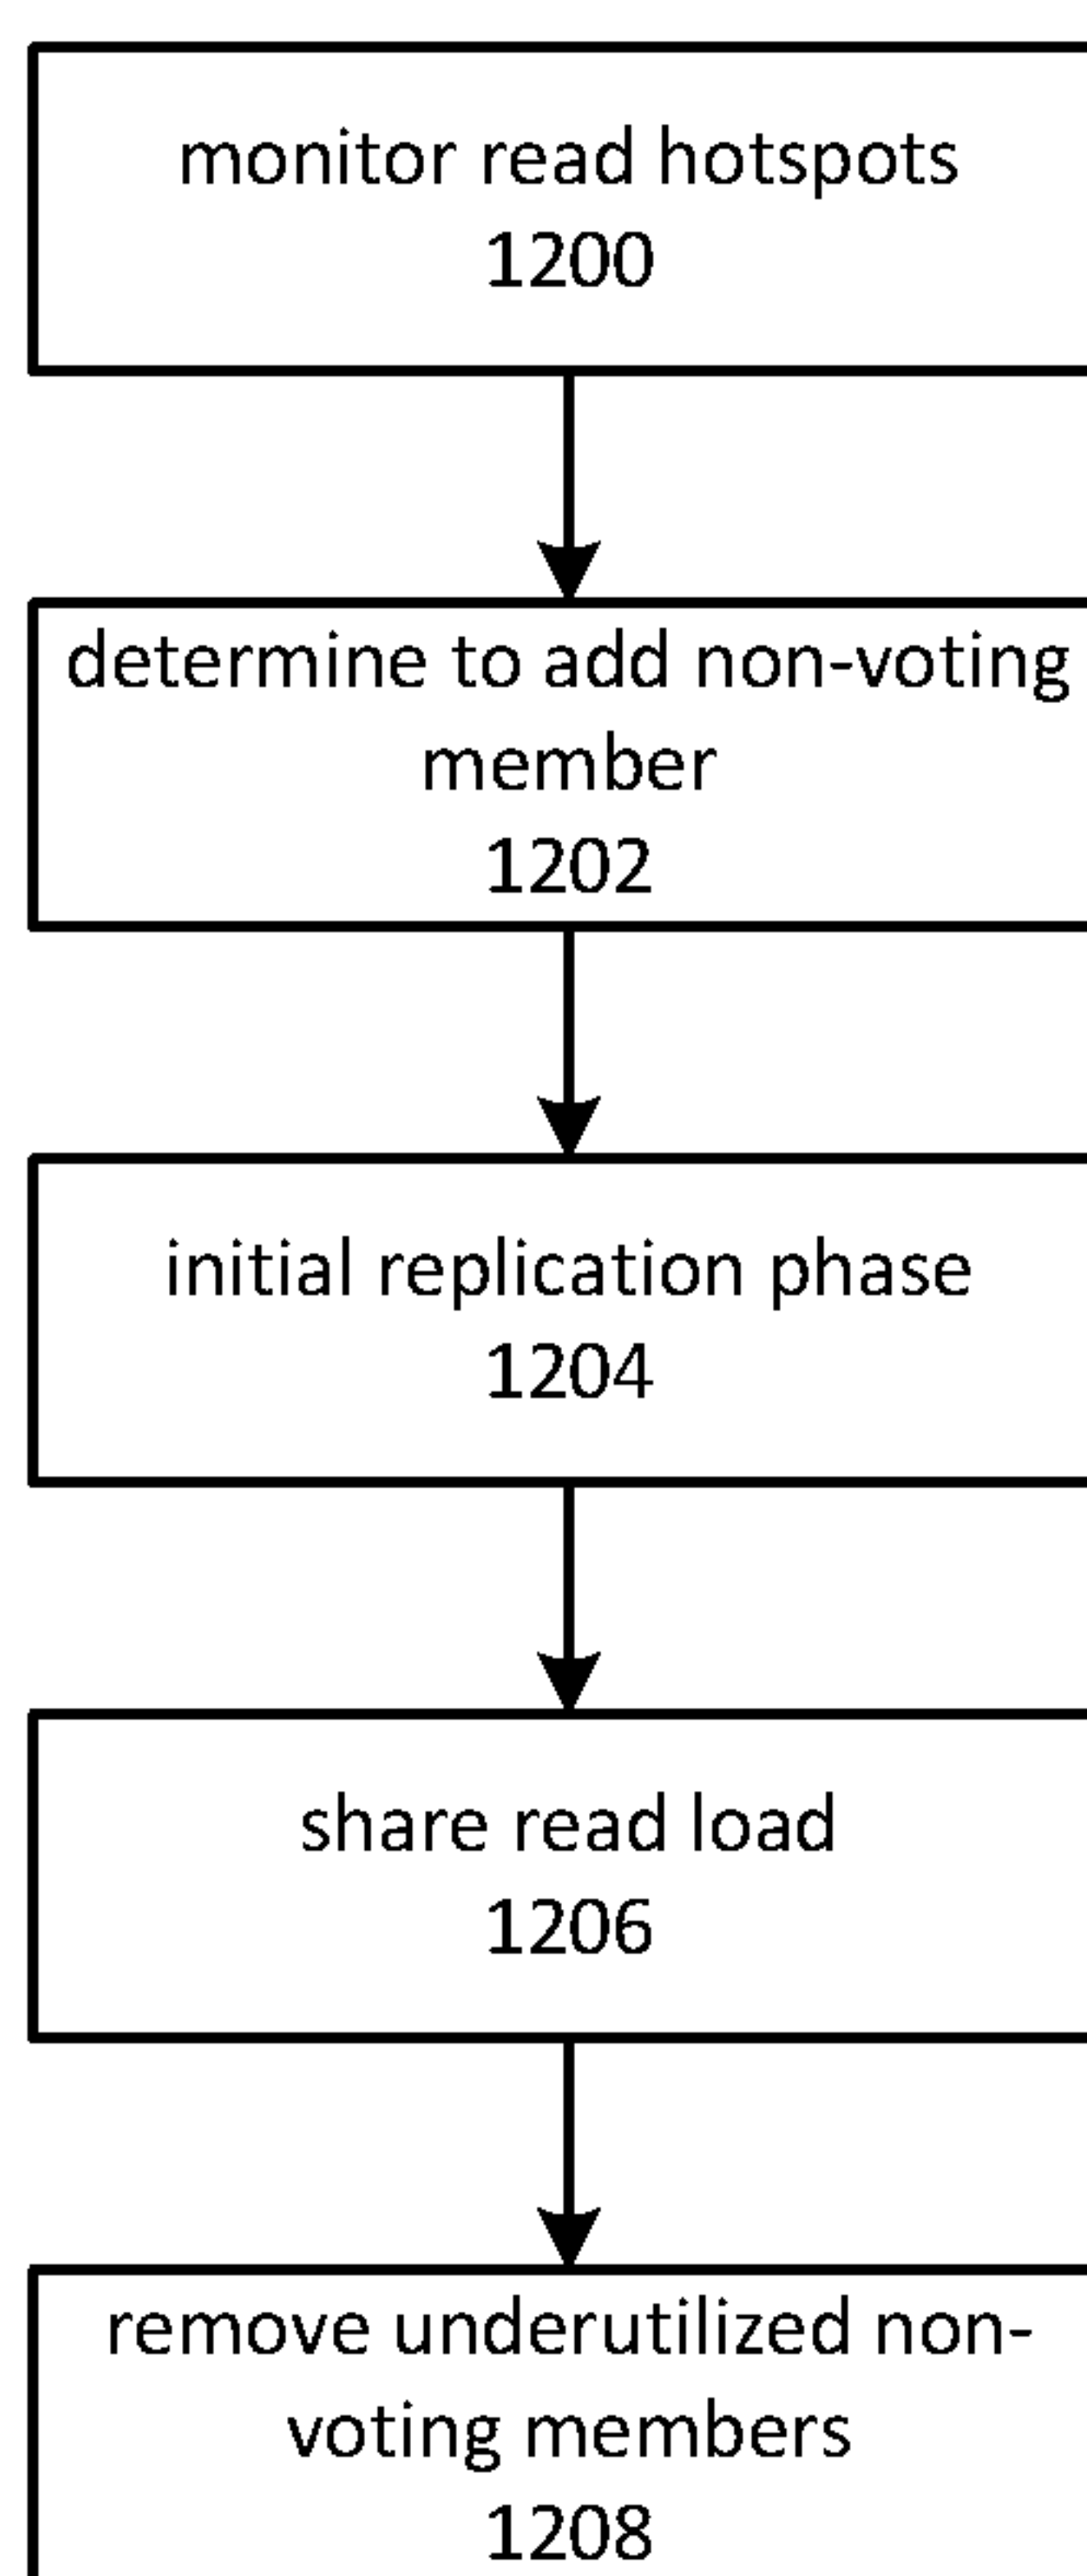 monitor read hotspots
1200
determine to add non-voting
member
1202
initial replication phase
1204
share read load
1206
remove underutilized non-
voting members
1208